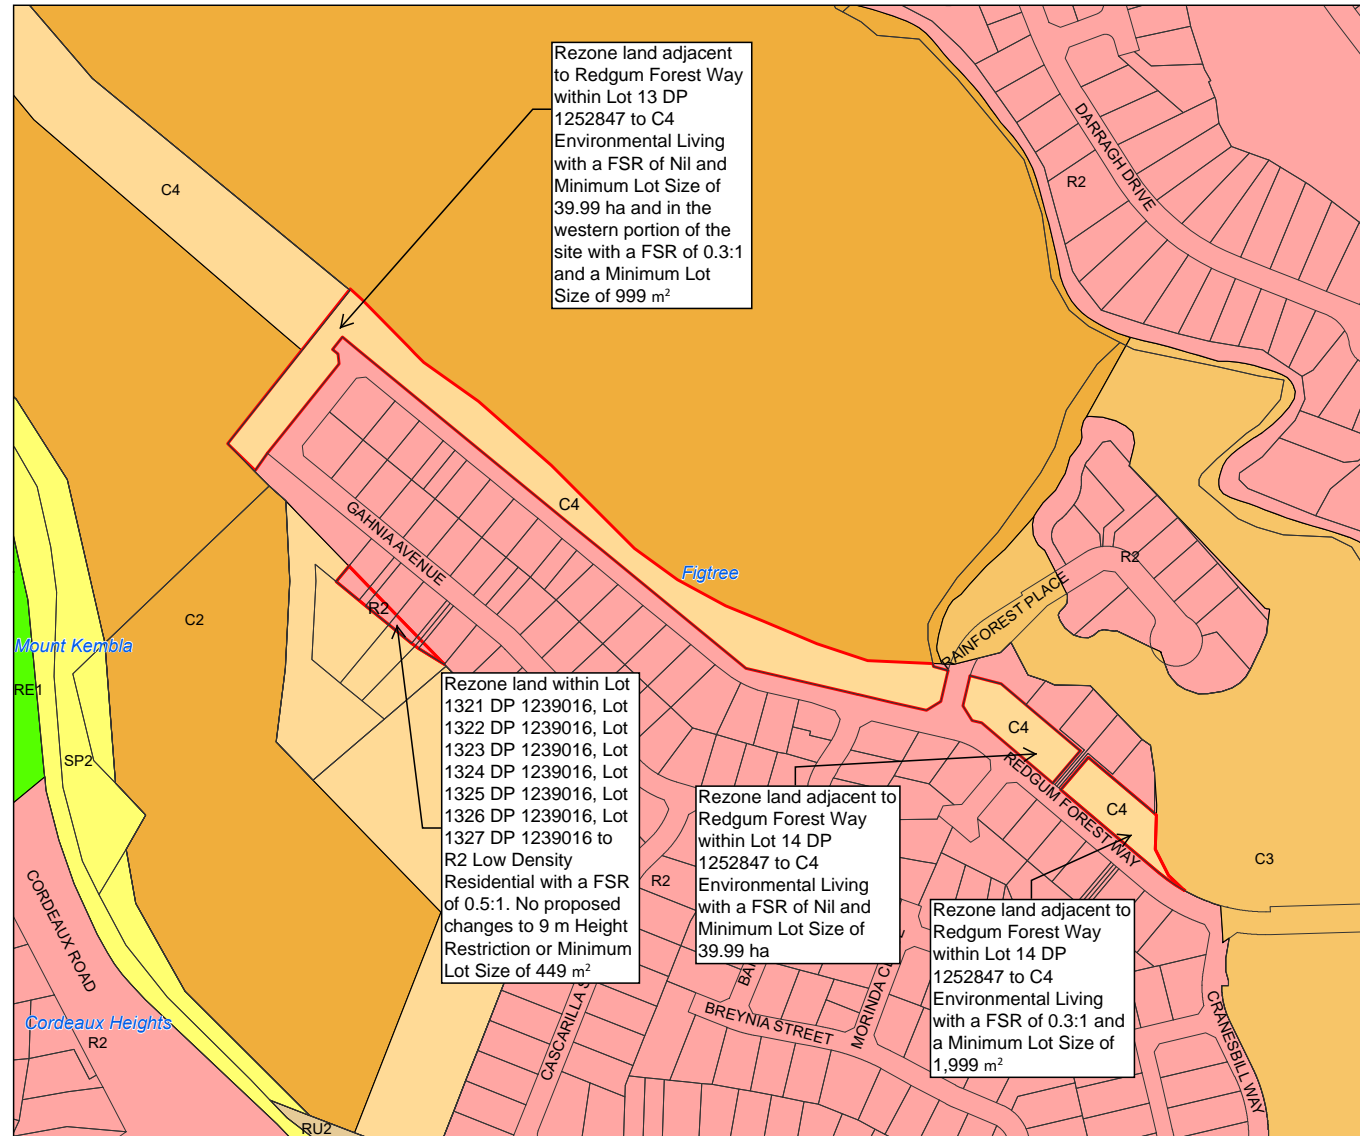 Rezone land adjacent
to Redgum Forest Way
within Lot 13 DP
1252847 to C4
Environmental Living
with a FSR of Nil and
Minimum Lot Size of
39.99 ha and in the
western portion of the
site with a FSR of 0.3:1
and a Minimum Lot
Size of 999 m²
DARRAGH DRIVE
R2
C4
C4
GAHNIA AVENUE
Figtree
R2
RAINFOREST PLACE
R2
C2
Mount Kembla
RE1
SP2
Rezone land within Lot
1321 DP 1239016, Lot
1322 DP 1239016, Lot
1323 DP 1239016, Lot
1324 DP 1239016, Lot
1325 DP 1239016, Lot
1326 DP 1239016, Lot
1327 DP 1239016 to
R2 Low Density
Residential with a FSR
of 0.5:1. No proposed
changes to 9 m Height
Restriction or Minimum
Lot Size of 449 m²
C4
REDGUM FOREST WAY
C4
C3
Rezone land adjacent to
Redgum Forest Way
within Lot 14 DP
1252847 to C4
Environmental Living
with a FSR of Nil and
Minimum Lot Size of
39.99 ha
R2
Rezone land adjacent to
Redgum Forest Way
within Lot 14 DP
1252847 to C4
Environmental Living
with a FSR of 0.3:1 and
a Minimum Lot Size of
1,999 m²
CORDEAUX ROAD
Cordeaux Heights
R2
CASCARILLA
BREYNIA STREET
MORINDA
CRANESBILL WAY
RU2